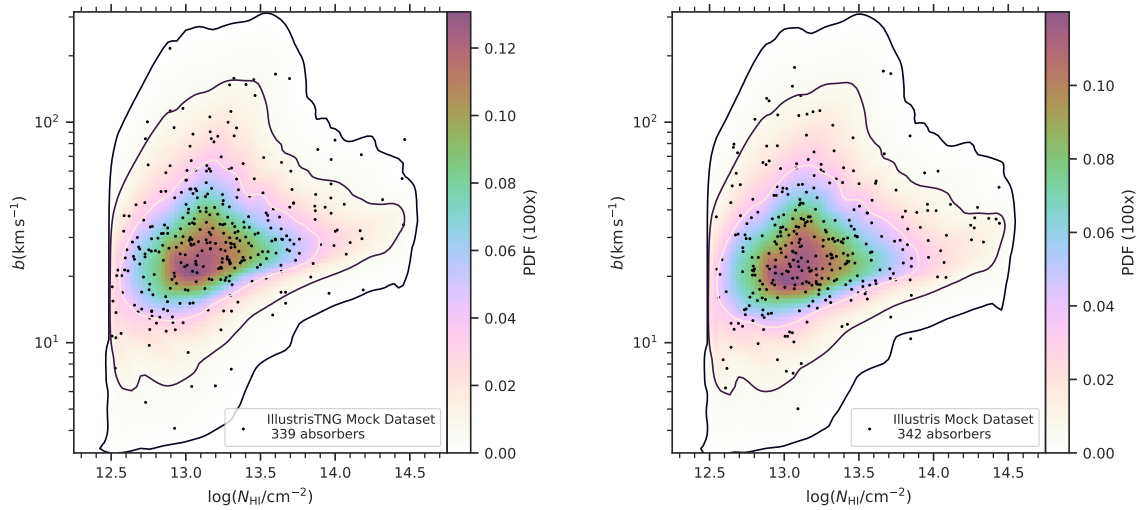 0.12
0.10
0.08
0.06
0.04
0.02
0.00
PDF (100x)
10²
10¹
b(km s⁻¹)
12.5 13.0 13.5 14.0 14.5
log(N_HI/cm⁻²)
IllustrisTNG Mock Dataset
339 absorbers
0.10
0.08
0.06
0.04
0.02
0.00
PDF (100x)
10²
10¹
b(km s⁻¹)
12.5 13.0 13.5 14.0 14.5
log(N_HI/cm⁻²)
Illustris Mock Dataset
342 absorbers